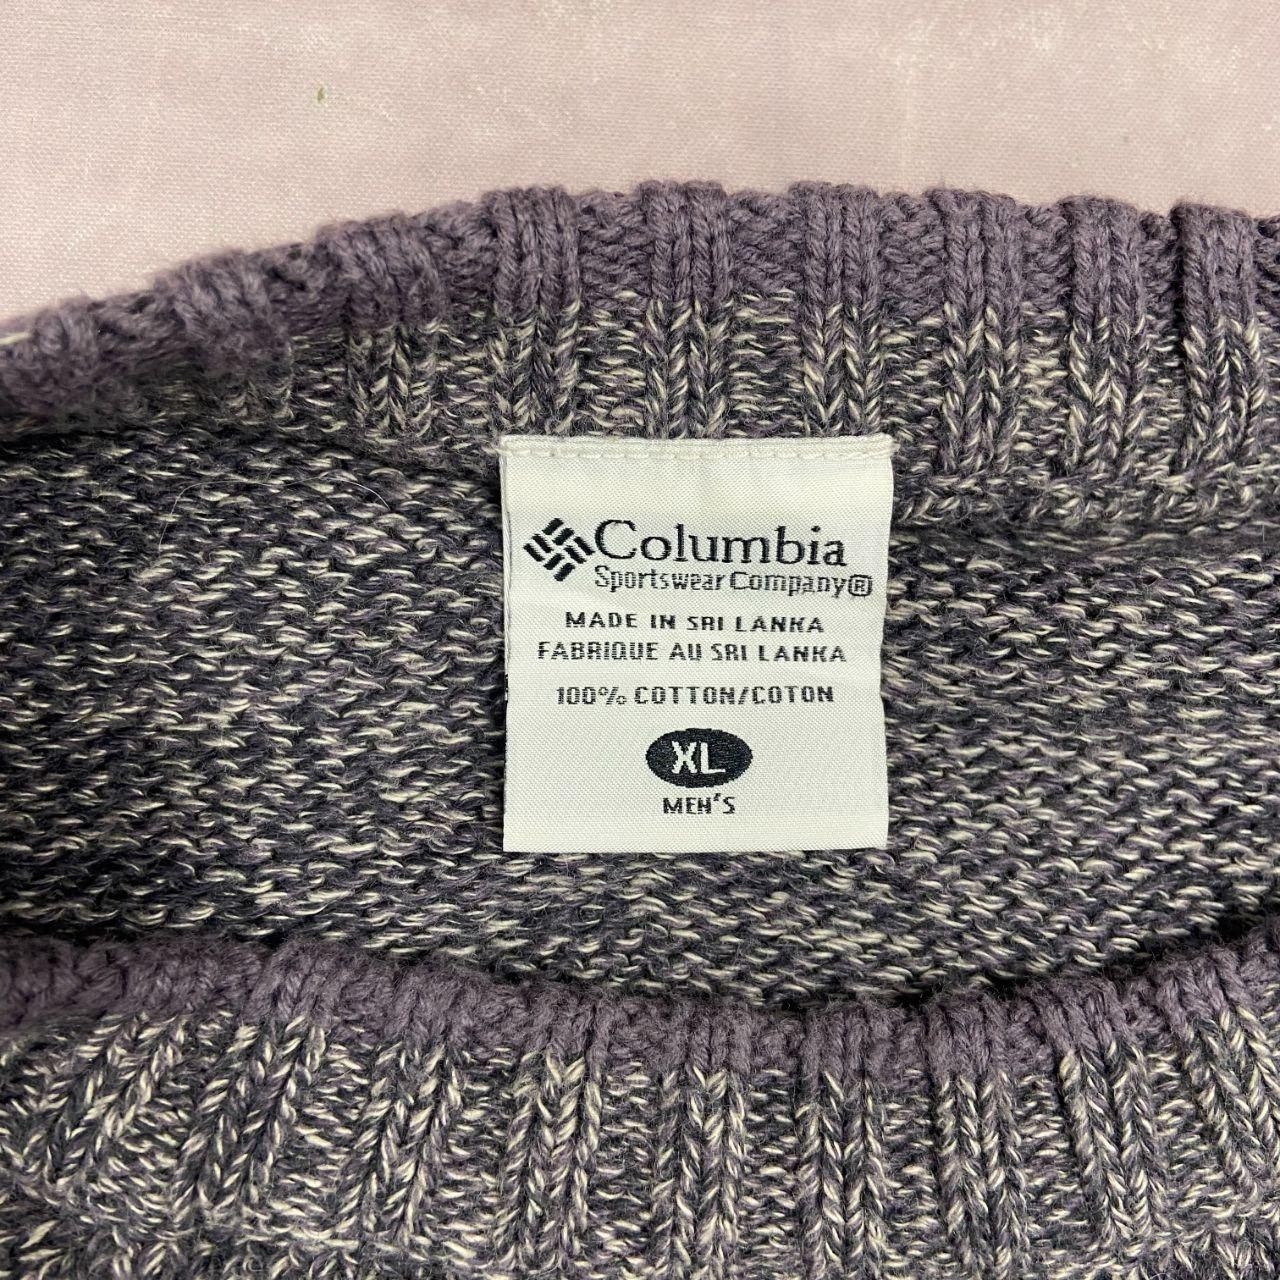 Columbia
Sportswear Company®
MADE IN SRI LANKA
FABRIQUE AU SRI LANKA
100% COTTON/COTON
XL
MEN'S